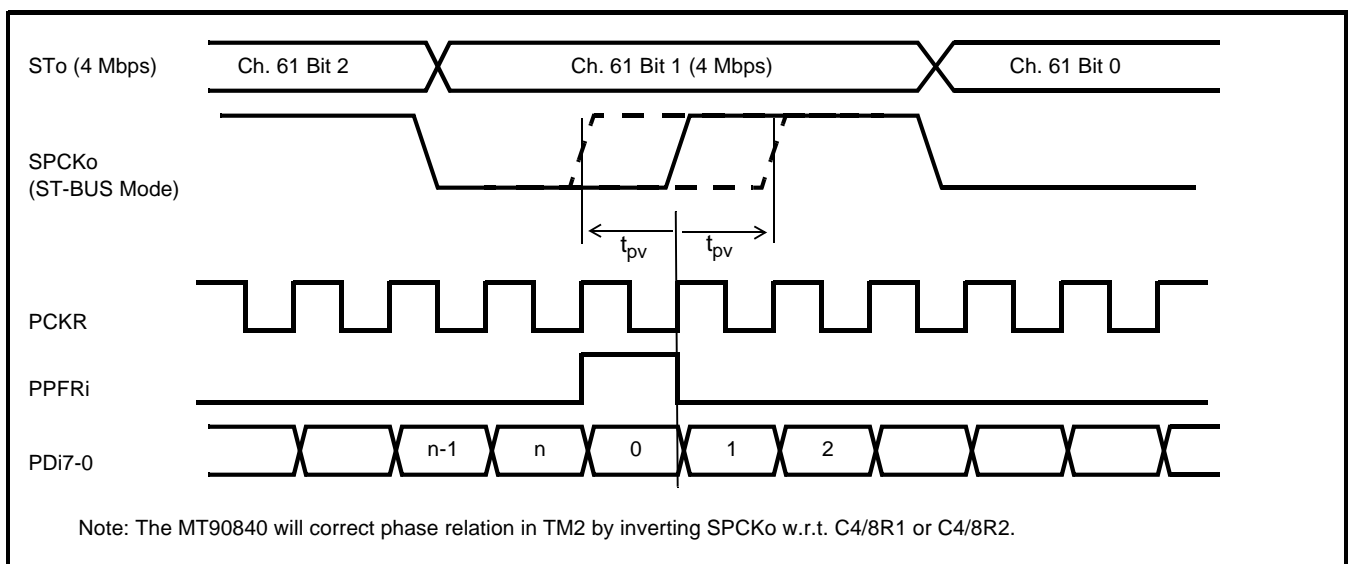 STo (4 Mbps) Ch. 61 Bit 2 Ch. 61 Bit 1 (4 Mbps) Ch. 61 Bit 0
SPCKo
(ST-BUS Mode)
tpv tpv
PCKR
PPFRi
PDi7-0 n-1 n 0 1 2
Note: The MT90840 will correct phase relation in TM2 by inverting SPCKo w.r.t. C4/8R1 or C4/8R2.